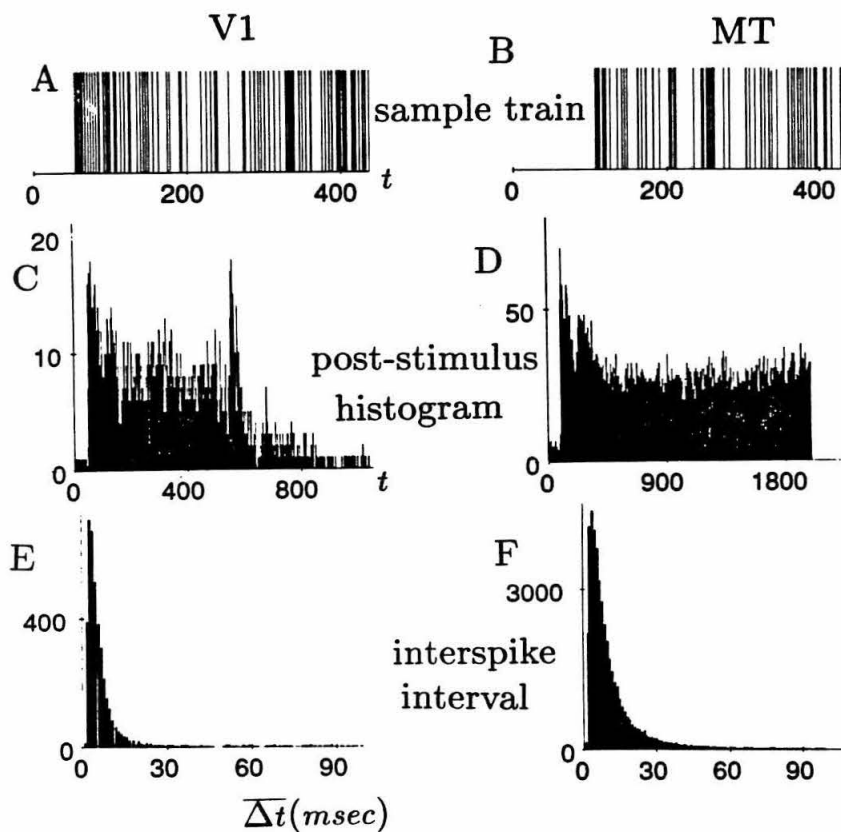 V1
MT
A
B
sample train
0 200 400 t
0 200 400
C
D
20
10
0
50
0
post-stimulus
histogram
0 400 800 t
0 900 1800
E
F
400
0
3000
0
interspike
interval
0 30 60 90
0 30 60 90
Δt(msec)